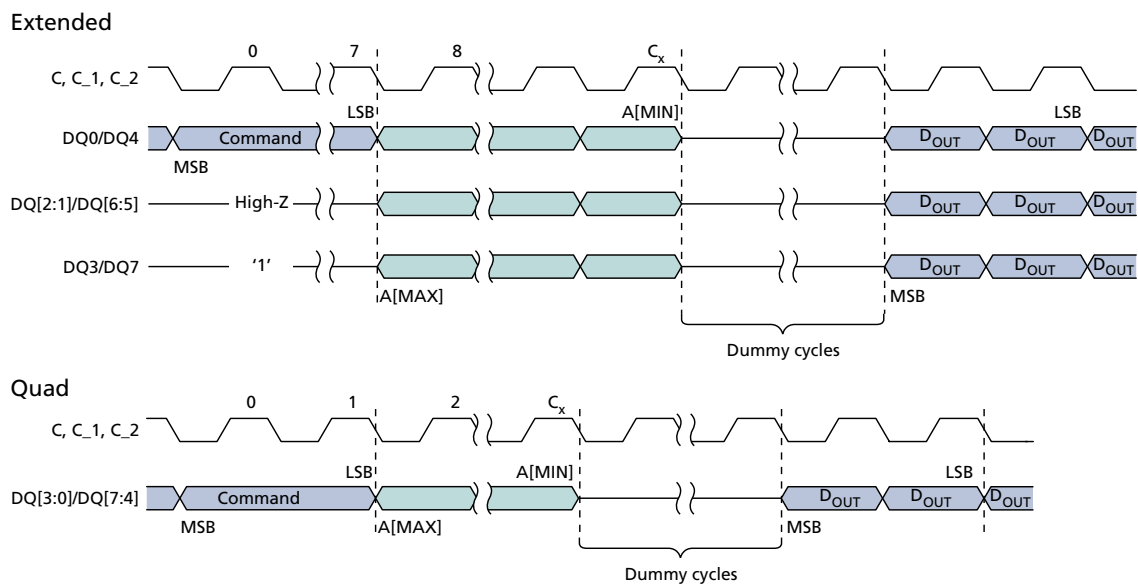 Extended
0 7 8 Cx
C, C_1, C_2
LSB A[MIN] LSB
DQ0/DQ4 Command DOUT DOUT DOUT
MSB
DQ[2:1]/DQ[6:5] High-Z DOUT DOUT DOUT
DQ3/DQ7 '1' DOUT DOUT DOUT
A[MAX] MSB
Dummy cycles
Quad
0 1 2 Cx
C, C_1, C_2
LSB A[MIN] LSB
DQ[3:0]/DQ[7:4] Command DOUT DOUT DOUT
MSB A[MAX] MSB
Dummy cycles